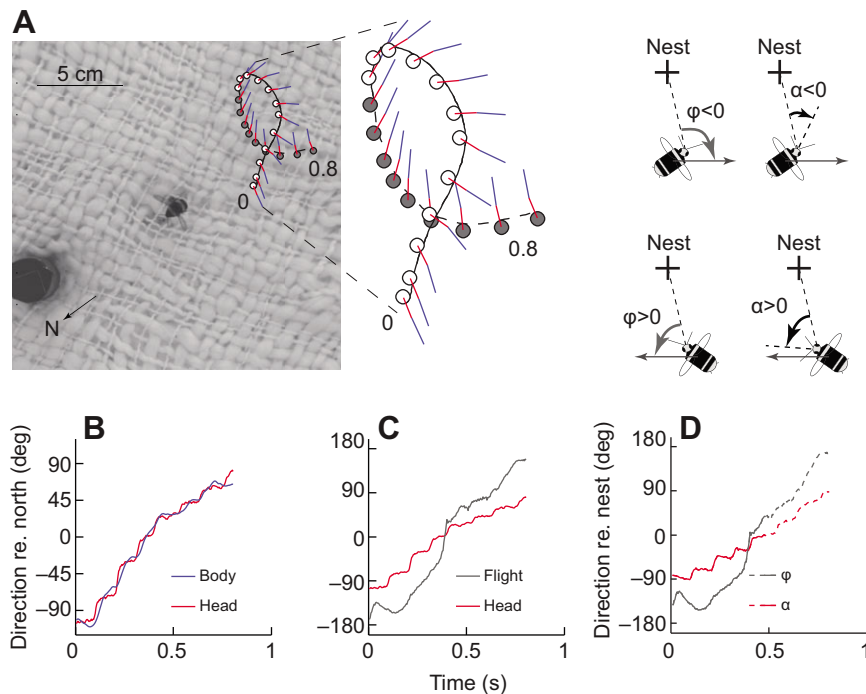 A
5 cm
0.8
0
N
0.8
0
Nest
φ<0
Nest
α<0
Nest
φ>0
Nest
α>0
B
Direction re. north (deg)
90
45
0
–45
–90
Body
Head
0
0.5
1
C
180
90
0
–90
–180
Flight
Head
0
0.5
1
Time (s)
D
Direction re. nest (deg)
180
90
0
–90
–180
φ
α
0
0.5
1